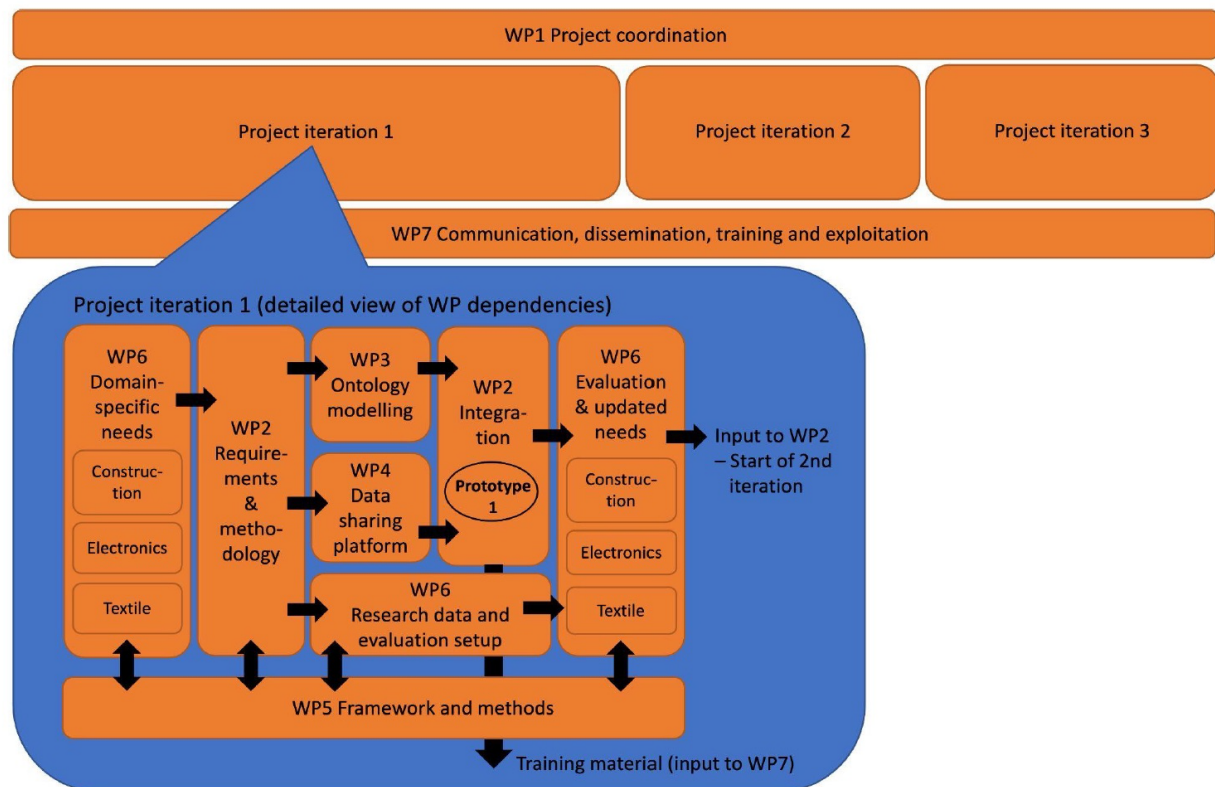 WP1 Project coordination
Project iteration 1
Project iteration 2
Project iteration 3
WP7 Communication, dissemination, training and exploitation
Project iteration 1 (detailed view of WP dependencies)
WP6
Domain-
specific
needs
Construc-
tion
Electronics
Textile
WP2
Require-
ments
&
metho-
dology
WP3
Ontology
modelling
WP4
Data
sharing
platform
WP2
Integra-
tion
Prototype
1
WP6
Research data and
evaluation setup
WP6
Evaluation
& updated
needs
Construc-
tion
Electronics
Textile
Input to WP2
– Start of 2nd
iteration
WP5 Framework and methods
Training material (input to WP7)